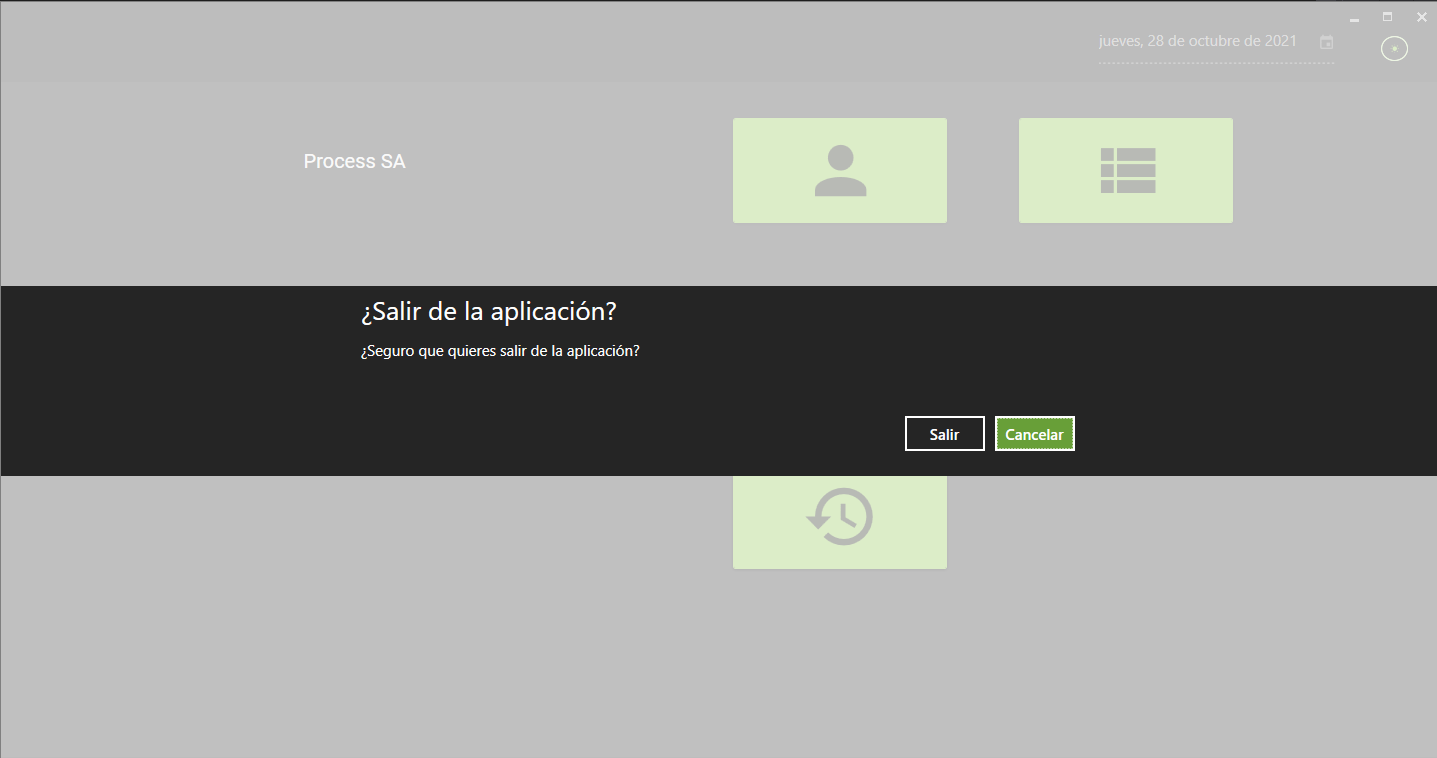 jueves, 28 de octubre de 2021
Process SA
¿Salir de la aplicación?
¿Seguro que quieres salir de la aplicación?
Salir
Cancelar